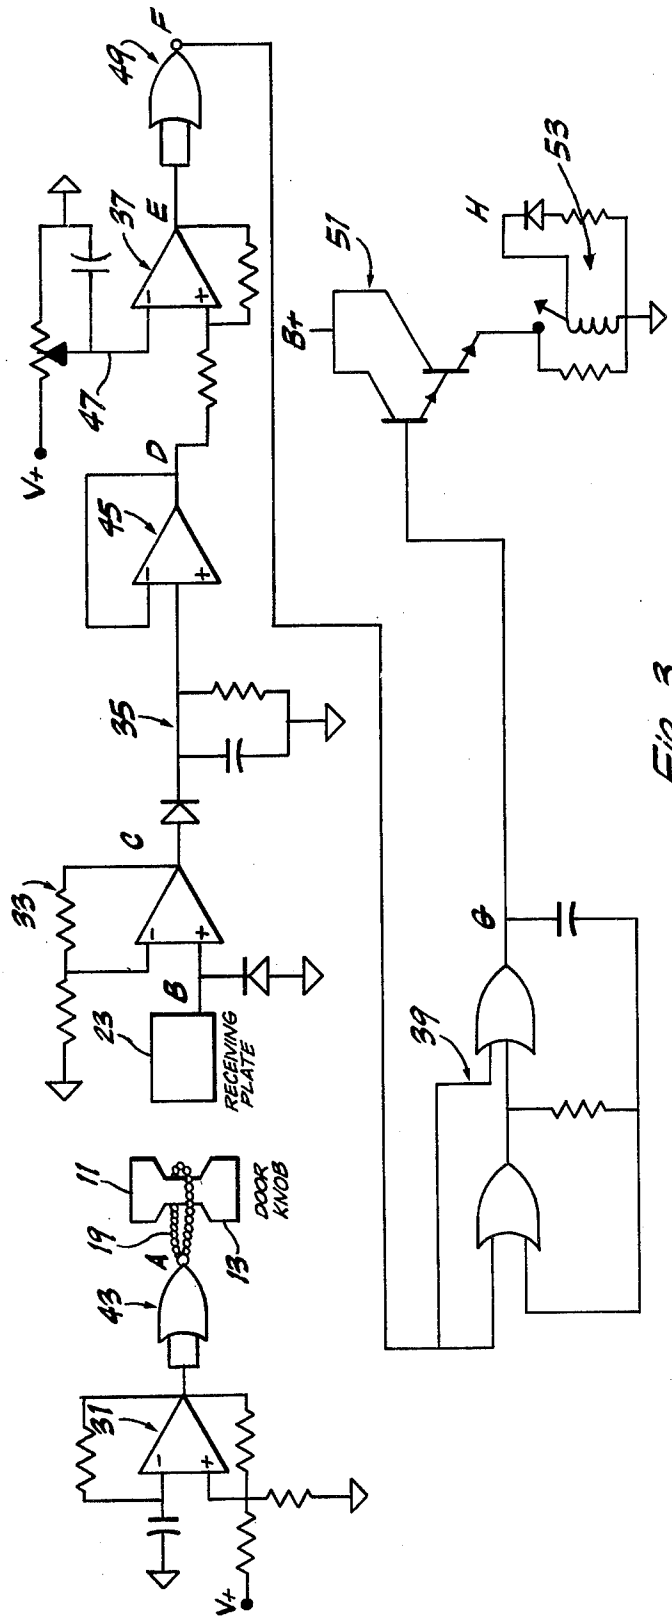 V+
31
43
A
19
11
13
DOOR
KNOB
23
RECEIVING
PLATE
B
33
C
35
45
D
V+
47
37
E
49
F
39
G
B+
51
H
53
Fig. 3
-
+
-
+
-
+
-
+